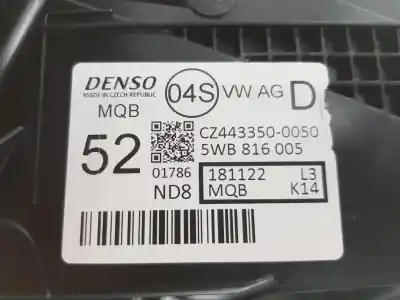 DENSO
MADE IN CZECH REPUBLIC
04S
VW AG D
MQB
CZ443350-0050
52
5WB 816 005
01786
181122 L3
ND8
MQB K14